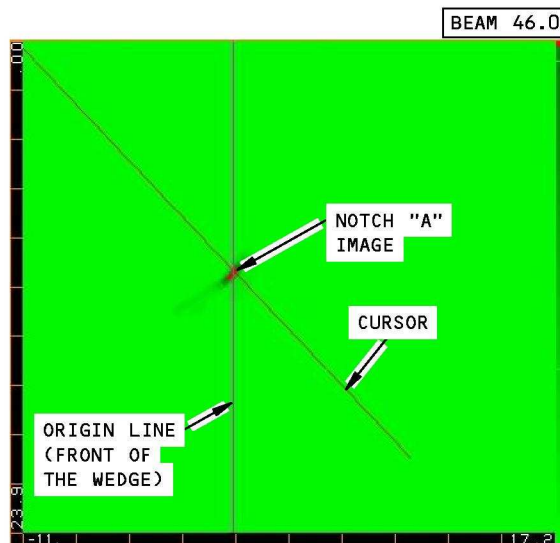 BEAM 46.0
.00
NOTCH "A"
IMAGE
CURSOR
ORIGIN LINE
(FRONT OF
THE WEDGE)
23.9
-11.
17.2